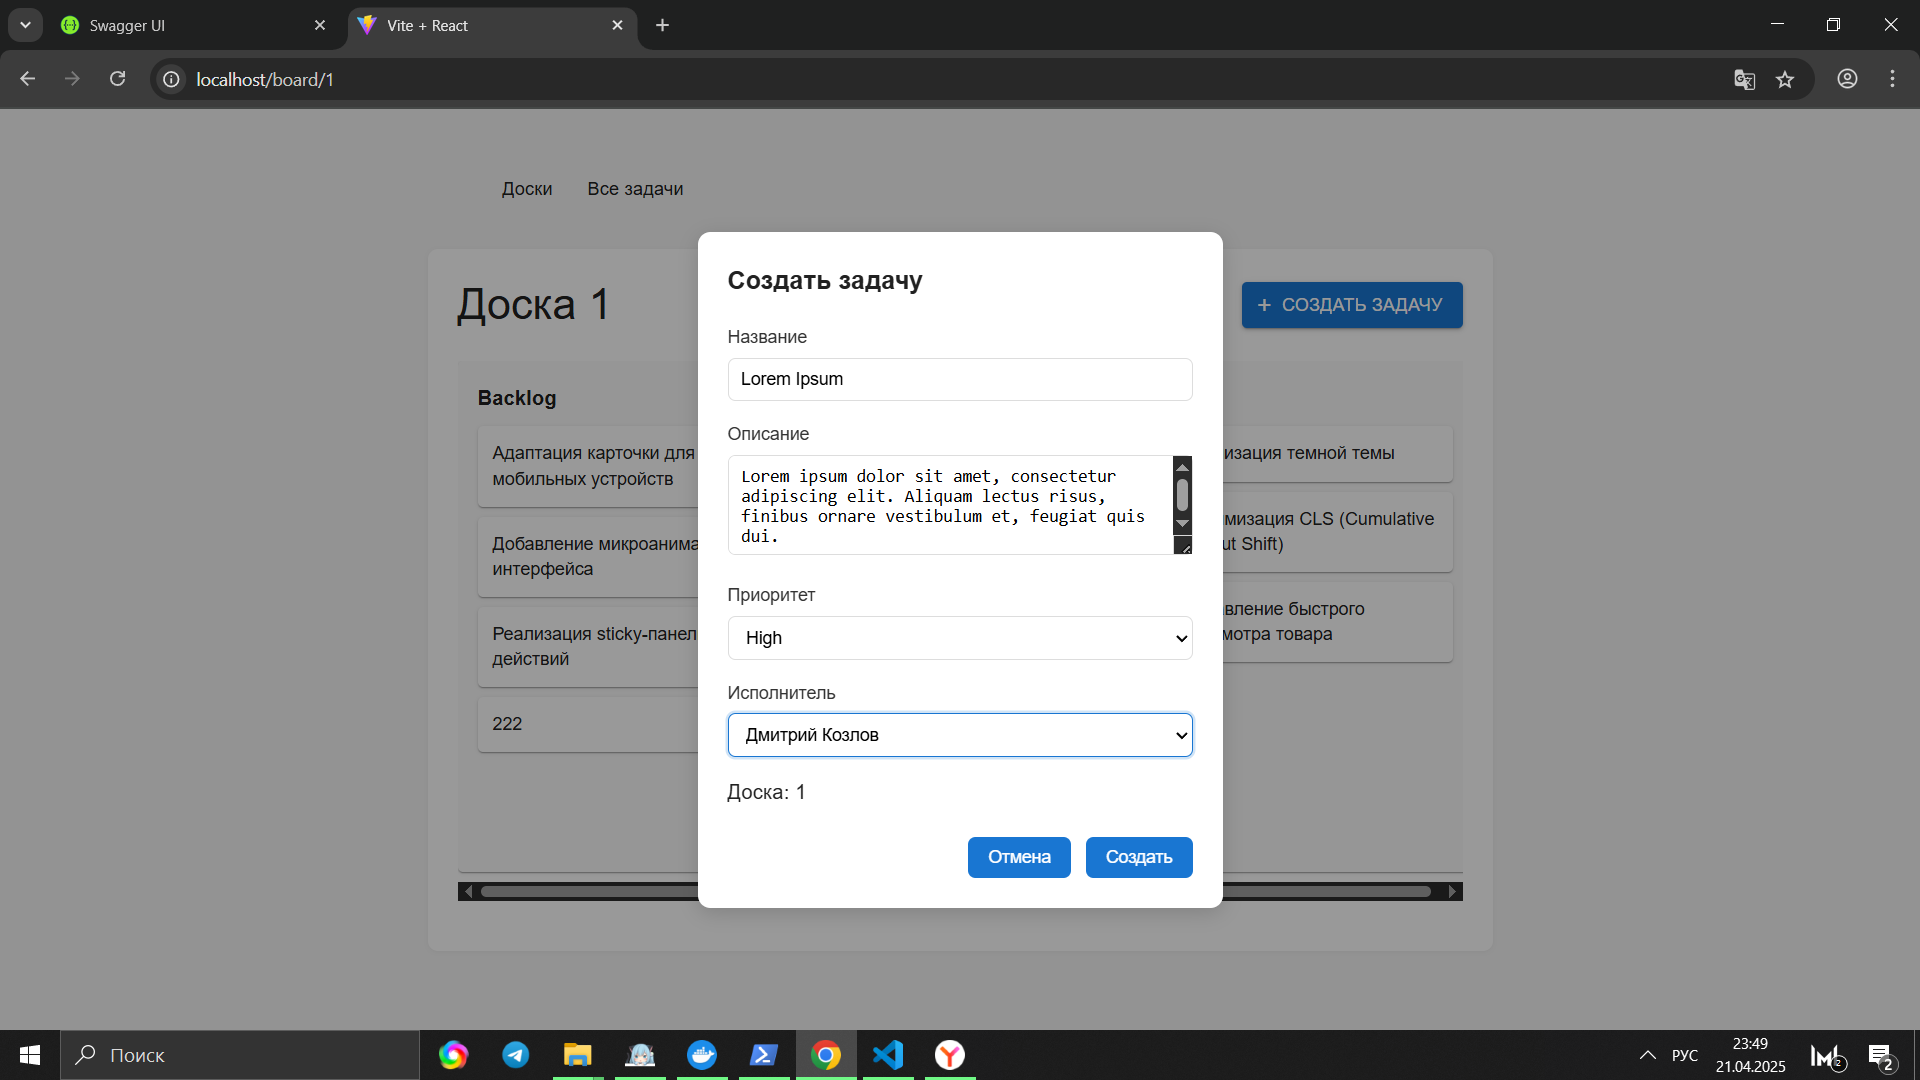 Swagger UI
Vite + React
localhost/board/1
Доски
Все задачи
Доска 1
+ СОЗДАТЬ ЗАДАЧУ
Backlog
Адаптация карточки для
мобильных устройств
Добавление микроанима
интерфейса
Реализация sticky-панел
действий
222
Создать задачу
Название
Lorem Ipsum
Описание
Lorem ipsum dolor sit amet, consectetur
adipiscing elit. Aliquam lectus risus,
finibus ornare vestibulum et, feugiat quis
dui.
Приоритет
High
Исполнитель
Дмитрий Козлов
Доска: 1
Отмена
Создать
изация темной темы
мизация CLS (Cumulative
ut Shift)
вление быстрого
мотра товара
Поиск
РУС
23:49
21.04.2025
2
2